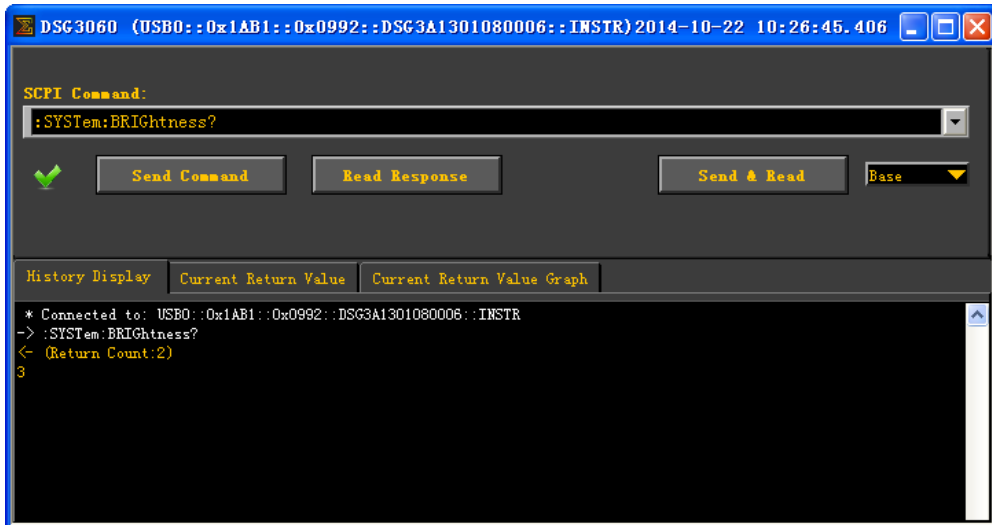 DSG3060 (USB0::0x1AB1::0x0992::DSG3A1301080006::INSTR)2014-10-22 10:26:45.406
SCPI Command:
:SYSTem:BRIGhtness?
Send Command Read Response Send & Read Base
History Display Current Return Value Current Return Value Graph
* Connected to: USB0::0x1AB1::0x0992::DSG3A1301080006::INSTR
-> :SYSTem:BRIGhtness?
<- (Return Count:2)
3